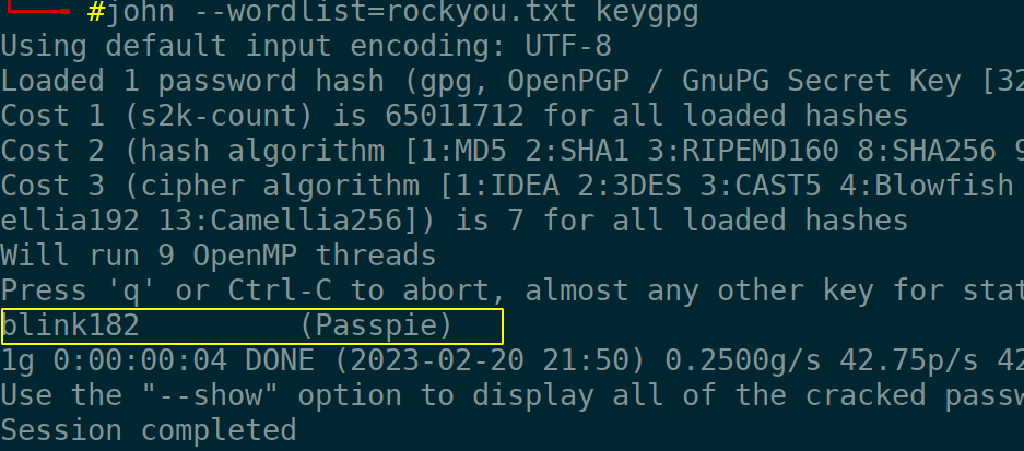 #john --wordlist=rockyou.txt keygpg
Using default input encoding: UTF-8
Loaded 1 password hash (gpg, OpenPGP / GnuPG Secret Key [32
Cost 1 (s2k-count) is 65011712 for all loaded hashes
Cost 2 (hash algorithm [1:MD5 2:SHA1 3:RIPEMD160 8:SHA256 9
Cost 3 (cipher algorithm [1:IDEA 2:3DES 3:CAST5 4:Blowfish
ellia192 13:Camellia256]) is 7 for all loaded hashes
Will run 9 OpenMP threads
Press 'q' or Ctrl-C to abort, almost any other key for stat
blink182 (Passpie)
1g 0:00:00:04 DONE (2023-02-20 21:50) 0.2500g/s 42.75p/s 42
Use the "--show" option to display all of the cracked passw
Session completed